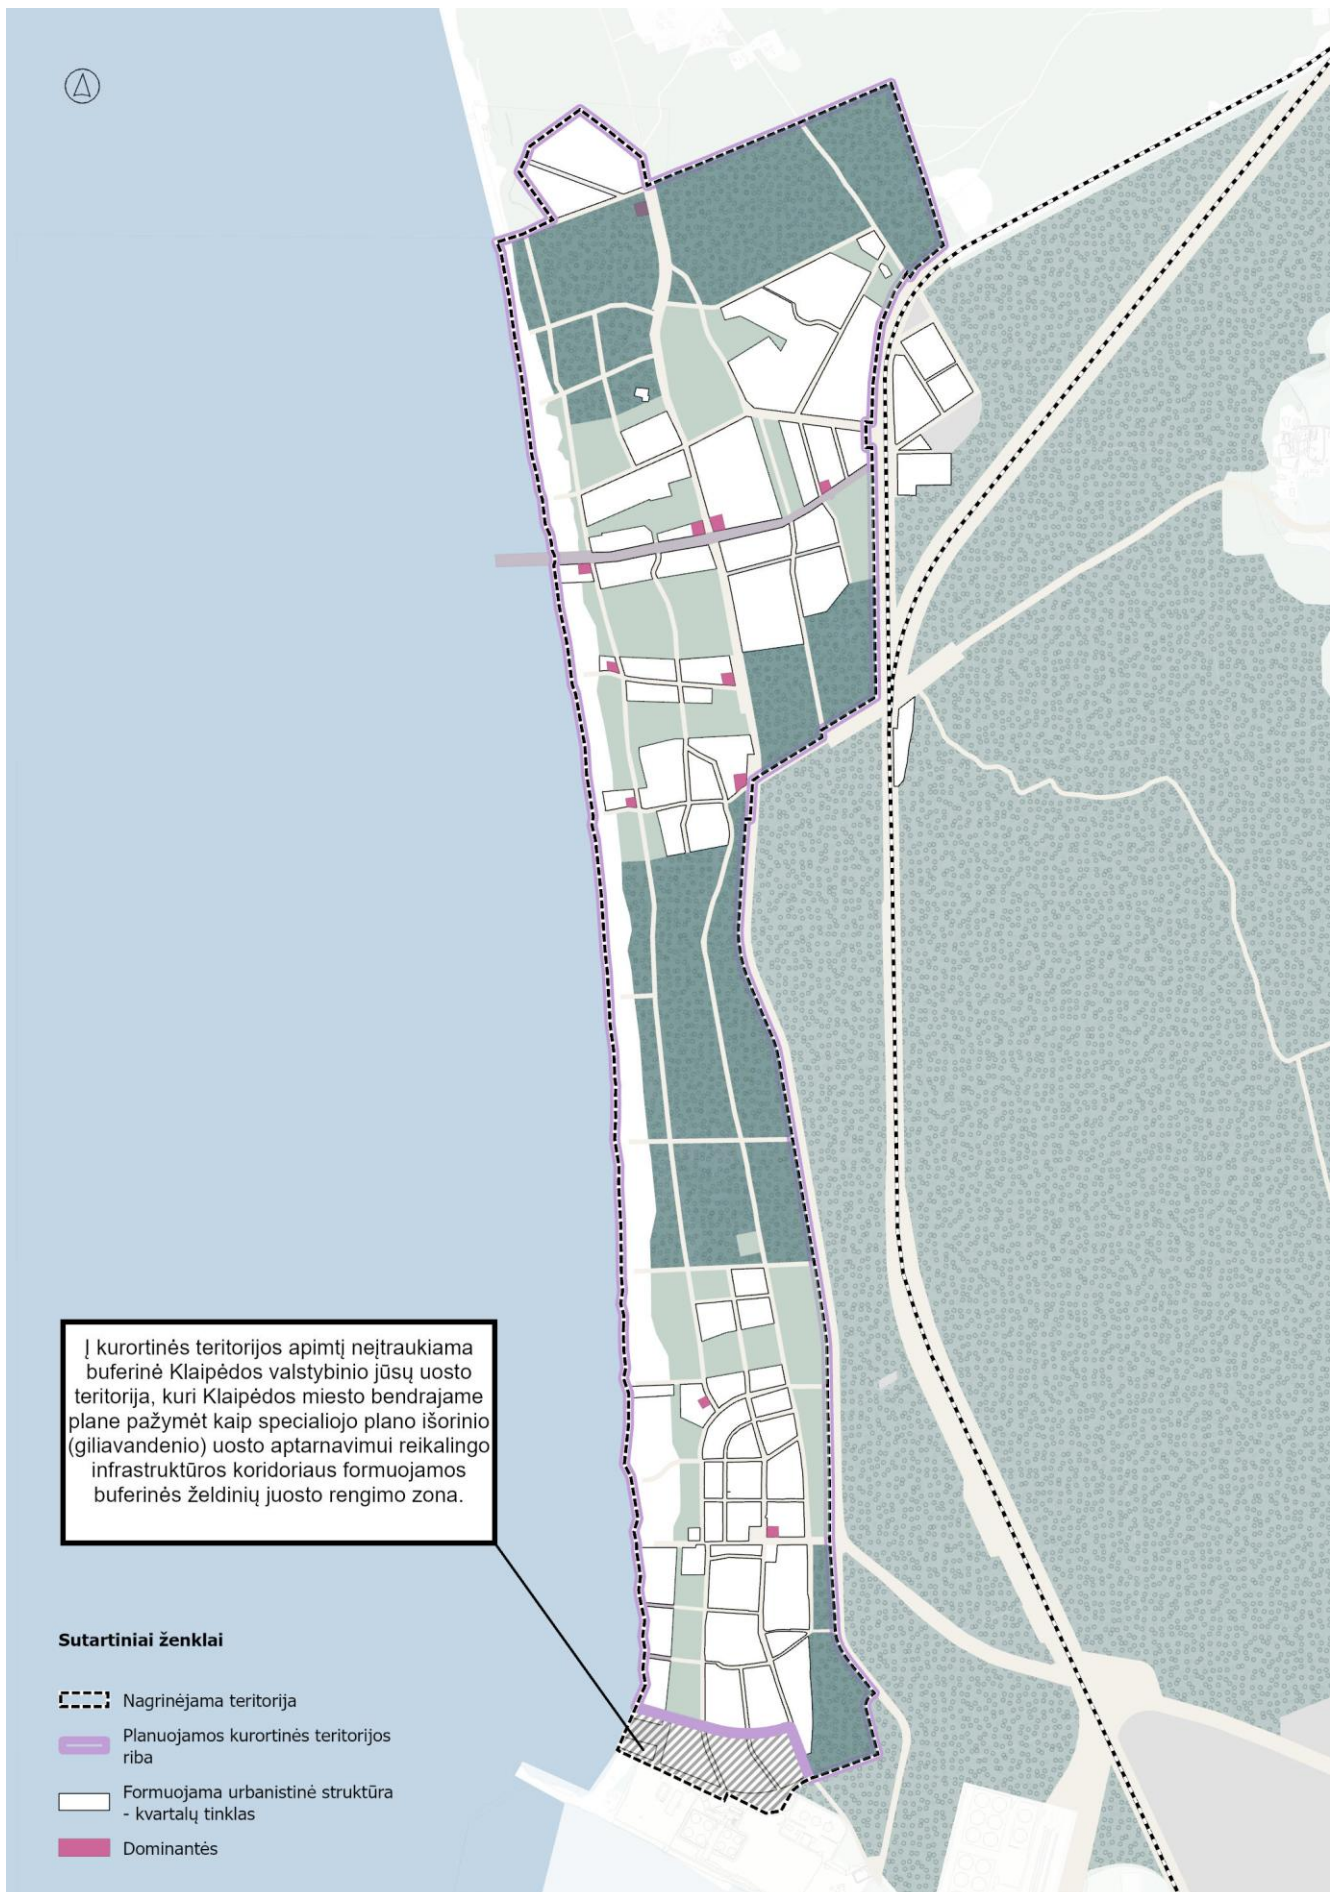 Į kurortinės teritorijos apimtį neįtraukiama
buferinė Klaipėdos valstybinio jūsų uosto
teritorija, kuri Klaipėdos miesto bendrajame
plane pažymėt kaip specialiojo plano išorinio
(giliavandenio) uosto aptarnavimui reikalingo
infrastruktūros koridoriaus formuojamos
buferinės želdinių juosto rengimo zona.
Sutartiniai ženklai
Nagrinėjama teritorija
Planuojamos kurortinės teritorijos
riba
Formuojama urbanistinė struktūra
- kvartalų tinklas
Dominantės